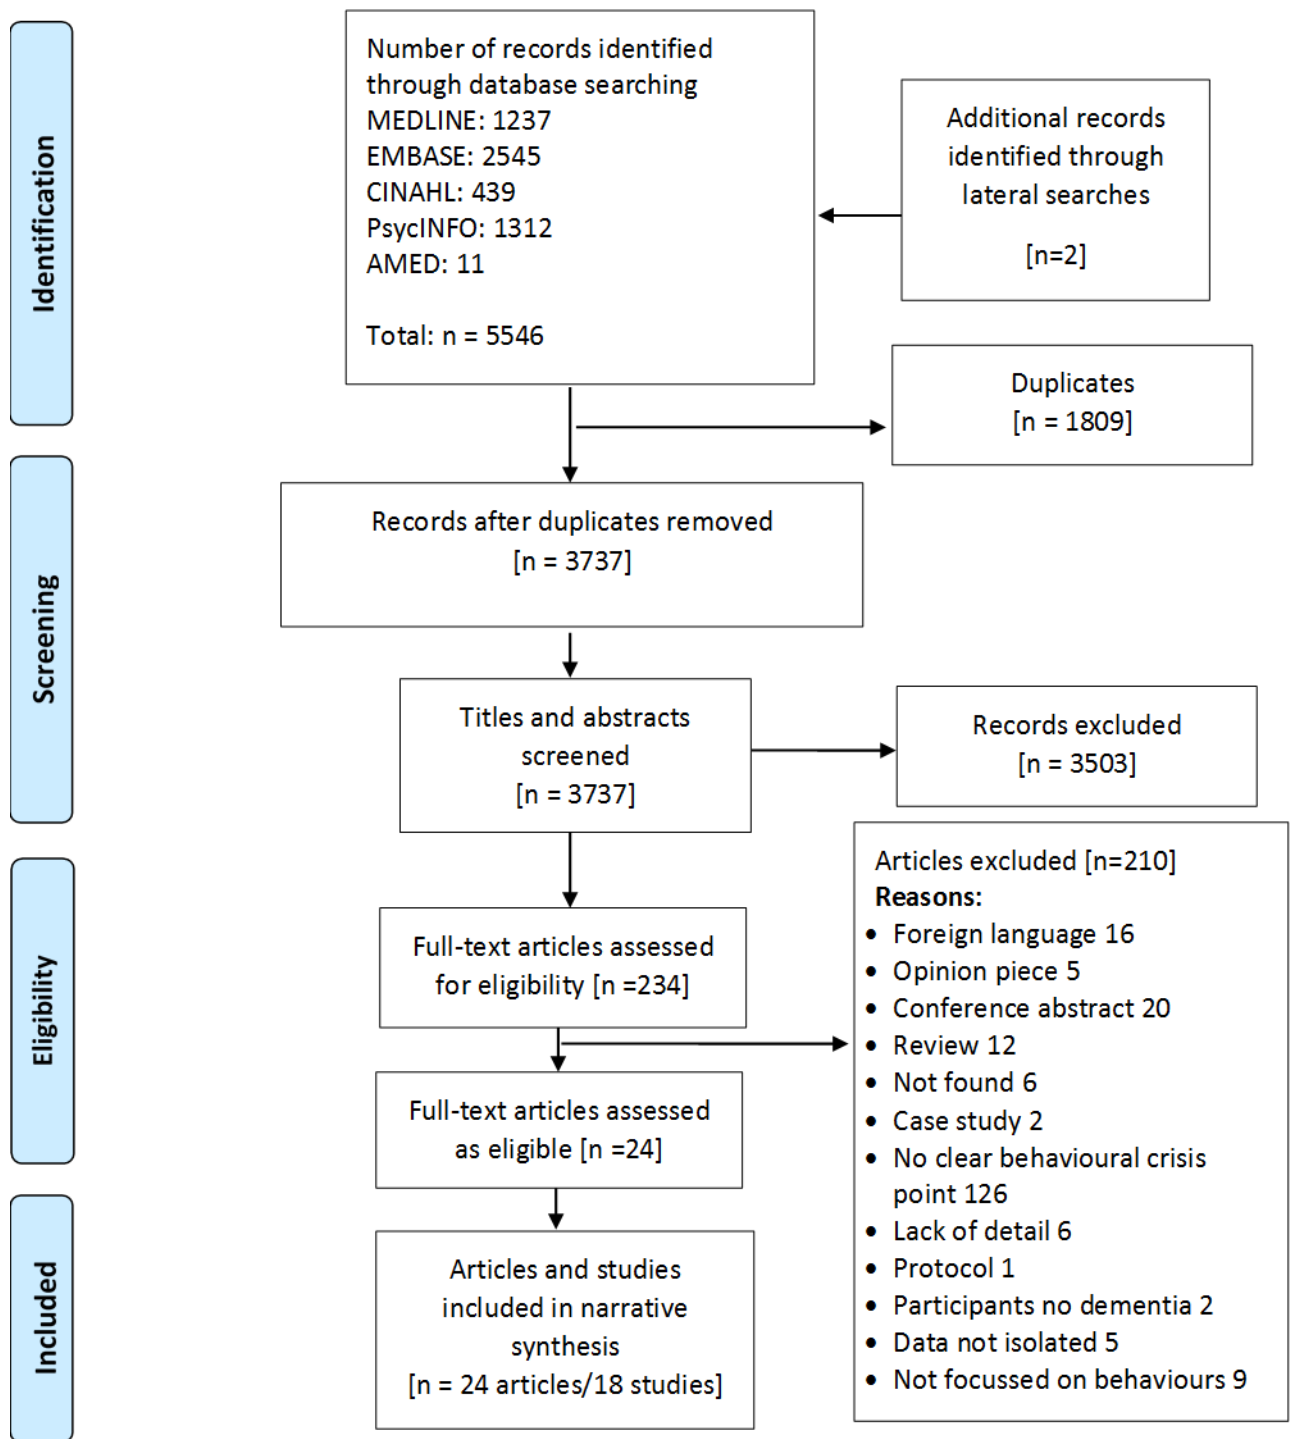 Identification
Number of records identified
through database searching
MEDLINE: 1237
EMBASE: 2545
CINAHL: 439
PsycINFO: 1312
AMED: 11
Total: n = 5546
Additional records
identified through
lateral searches
[n=2]
Duplicates
[n = 1809]
Screening
Records after duplicates removed
[n = 3737]
Titles and abstracts
screened
[n = 3737]
Records excluded
[n = 3503]
Eligibility
Full-text articles assessed
for eligibility [n =234]
Articles excluded [n=210]
Reasons:
• Foreign language 16
• Opinion piece 5
• Conference abstract 20
• Review 12
• Not found 6
• Case study 2
• No clear behavioural crisis
point 126
• Lack of detail 6
• Protocol 1
• Participants no dementia 2
• Data not isolated 5
• Not focussed on behaviours 9
Full-text articles assessed
as eligible [n =24]
Included
Articles and studies
included in narrative
synthesis
[n = 24 articles/18 studies]